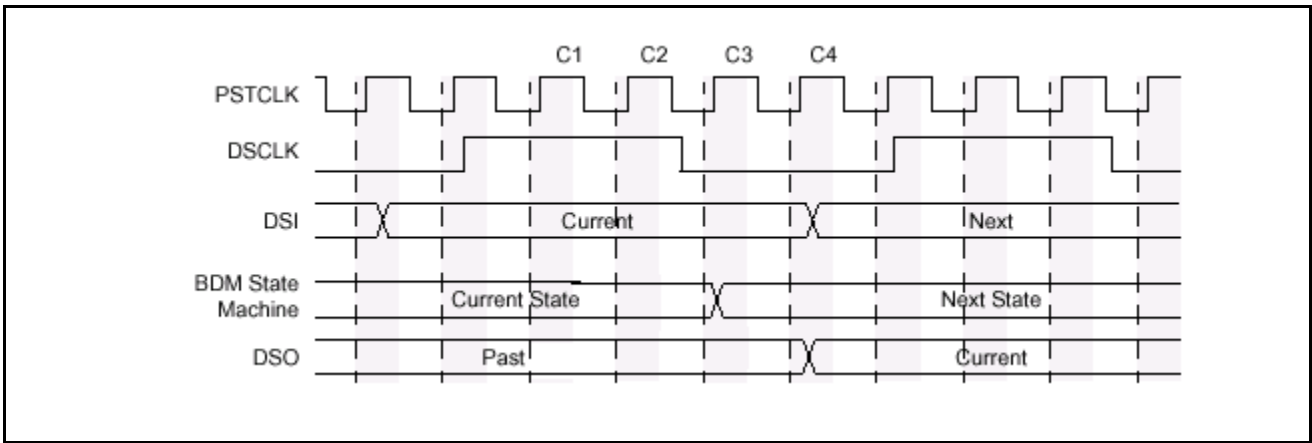 C1 C2 C3 C4
PSTCLK
DSCLK
DSI Current Next
BDM State
Machine Current State Next State
DSO Past Current